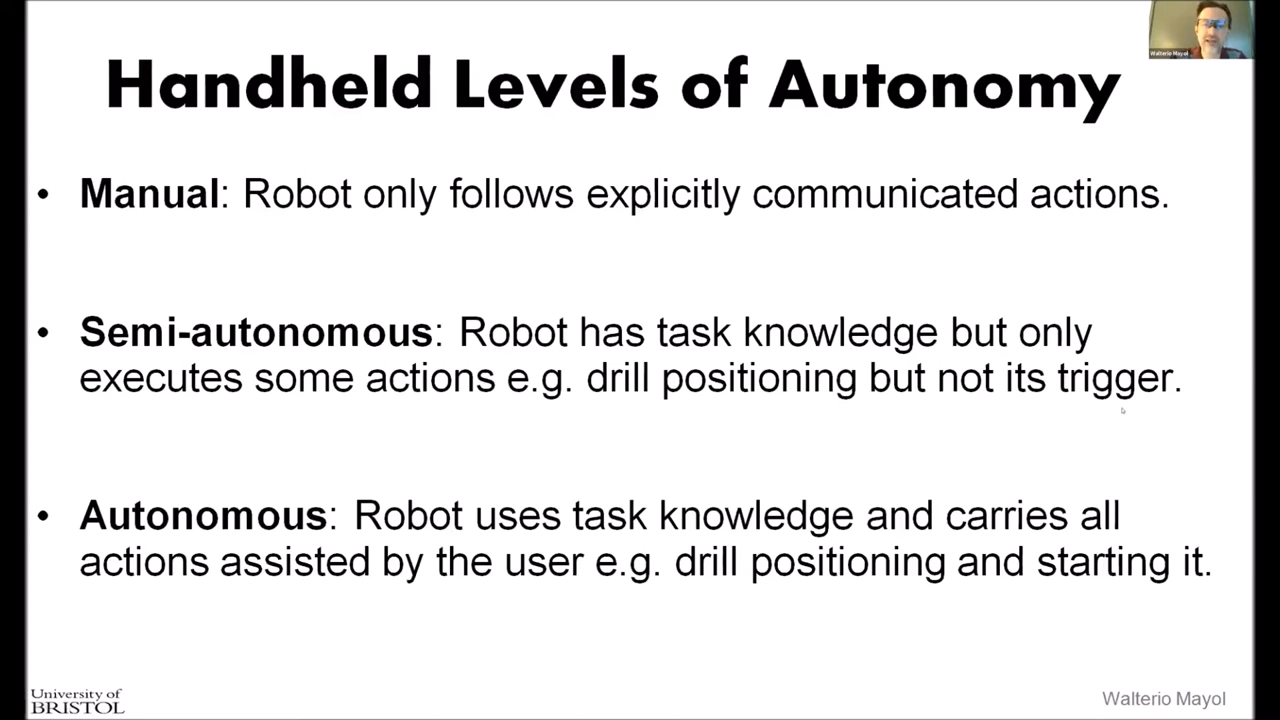 Walterio Mayol
Handheld Levels of Autonomy
• Manual: Robot only follows explicitly communicated actions.
• Semi-autonomous: Robot has task knowledge but only
executes some actions e.g. drill positioning but not its trigger.
• Autonomous: Robot uses task knowledge and carries all
actions assisted by the user e.g. drill positioning and starting it.
University of
BRISTOL
Walterio Mayol